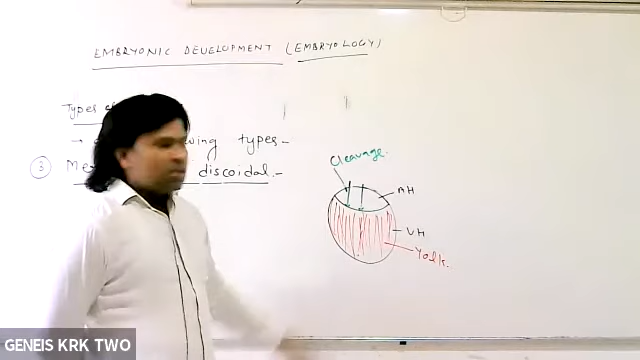 EMBRYONIC DEVELOPMENT (EMBRYOLOGY)
Types
wing types -
③ Me discoidal. -
Cleavage.
AH
VH
Yolk.
GENEIS KRK TWO